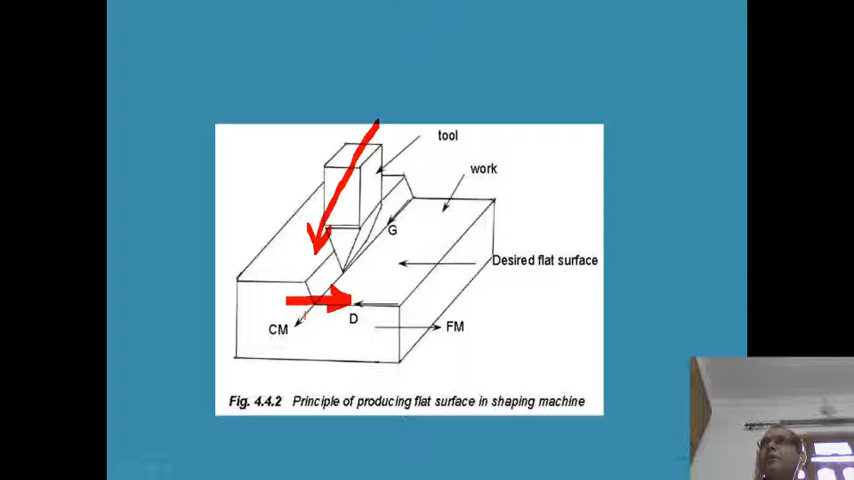 tool
work
G
Desired flat surface
D
CM
FM
Fig. 4.4.2 Principle of producing flat surface in shaping machine